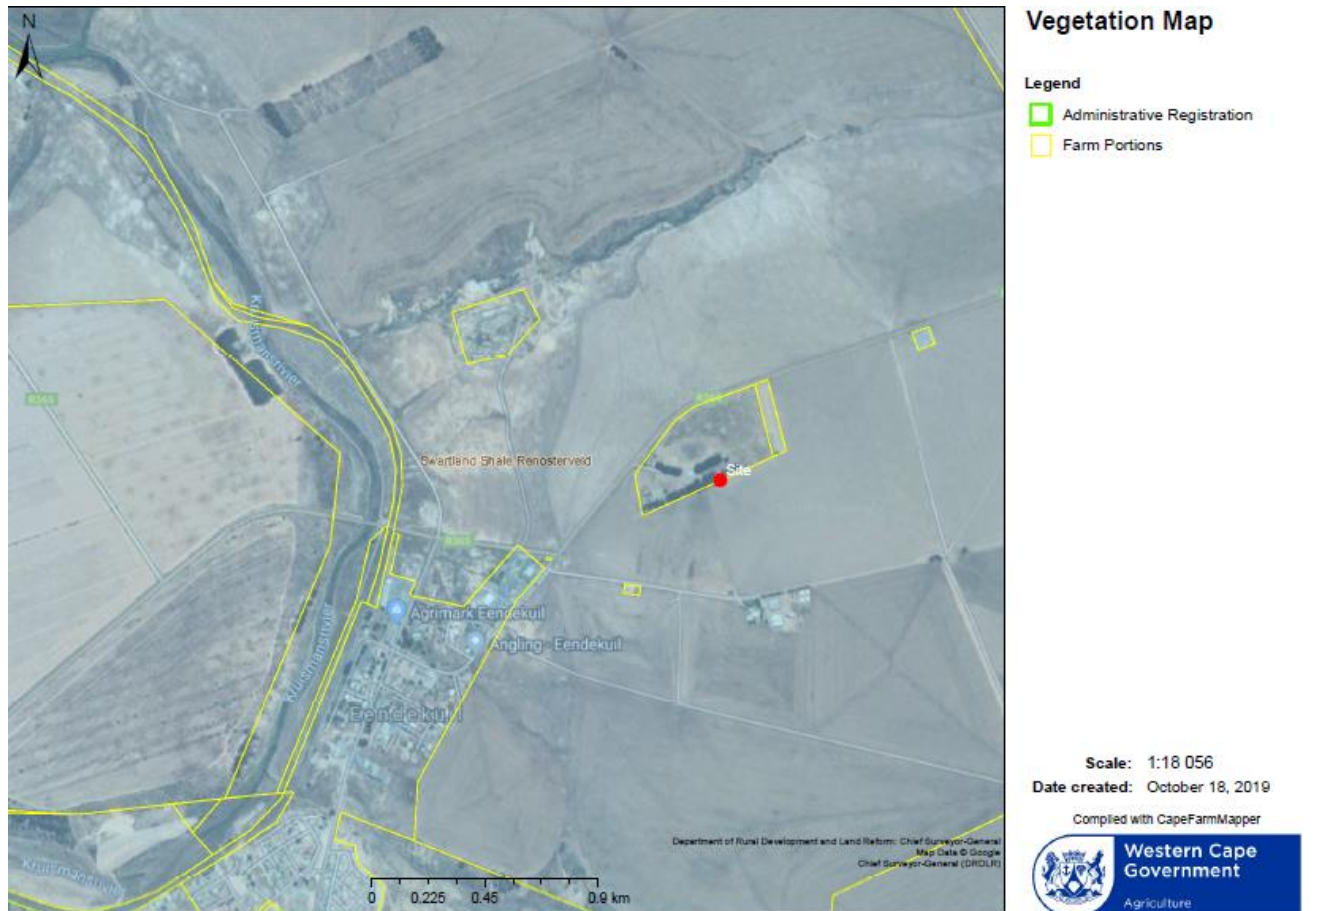 N
Vegetation Map
Legend
Administrative Registration
Farm Portions
Kruismansrivier
R365
R365
Site
Swartland Shale Renosterveld
R365
Agrimark Eendekuil
Angling - Eendekuil
Kruismansrivier
Eendekuil
Kruismansrivier
Department of Rural Development and Land Reform: Chief Surveyor-General
Map Data © Google
Chief Surveyor-General (DRDLR)
0 0.225 0.45 0.9 km
Scale: 1:18 056
Date created: October 18, 2019
Compiled with CapeFarmMapper
Western Cape
Government
Agriculture